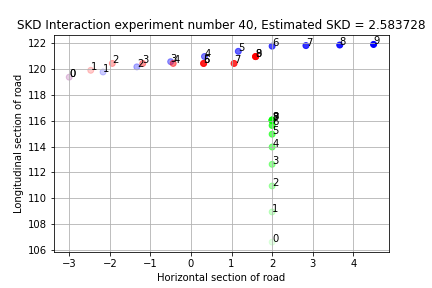 SKD Interaction experiment number 40, Estimated SKD = 2.583728
122
120
118
116
114
112
110
108
106
Longitudinal section of road
0 1 2 3 4 5 6 7 8 9
0 1 2 3 4 5 6 7 8 9
9
6
5
4
3
2
1
0
−3 −2 −1 0 1 2 3 4
Horizontal section of road